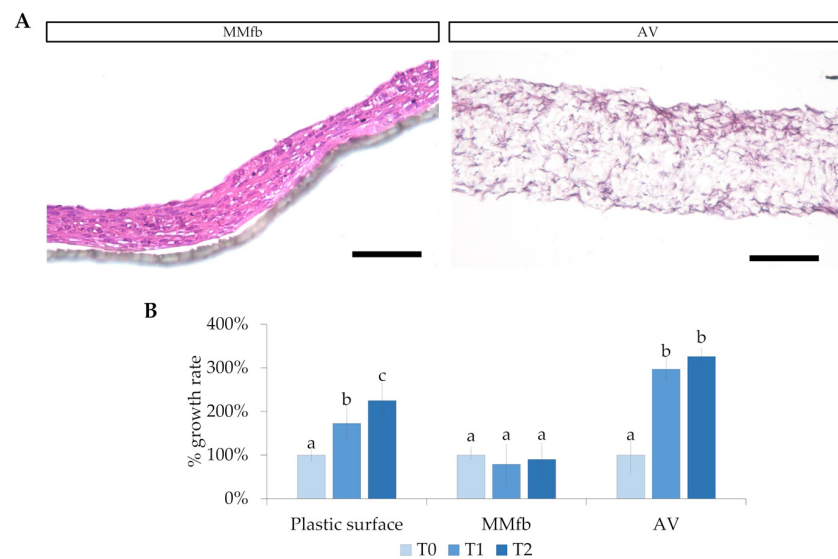 A
MMfb
AV
B
% growth rate
400%
300%
200%
100%
0%
a
b
c
a
a
a
a
b
b
Plastic surface
MMfb
AV
T0
T1
T2